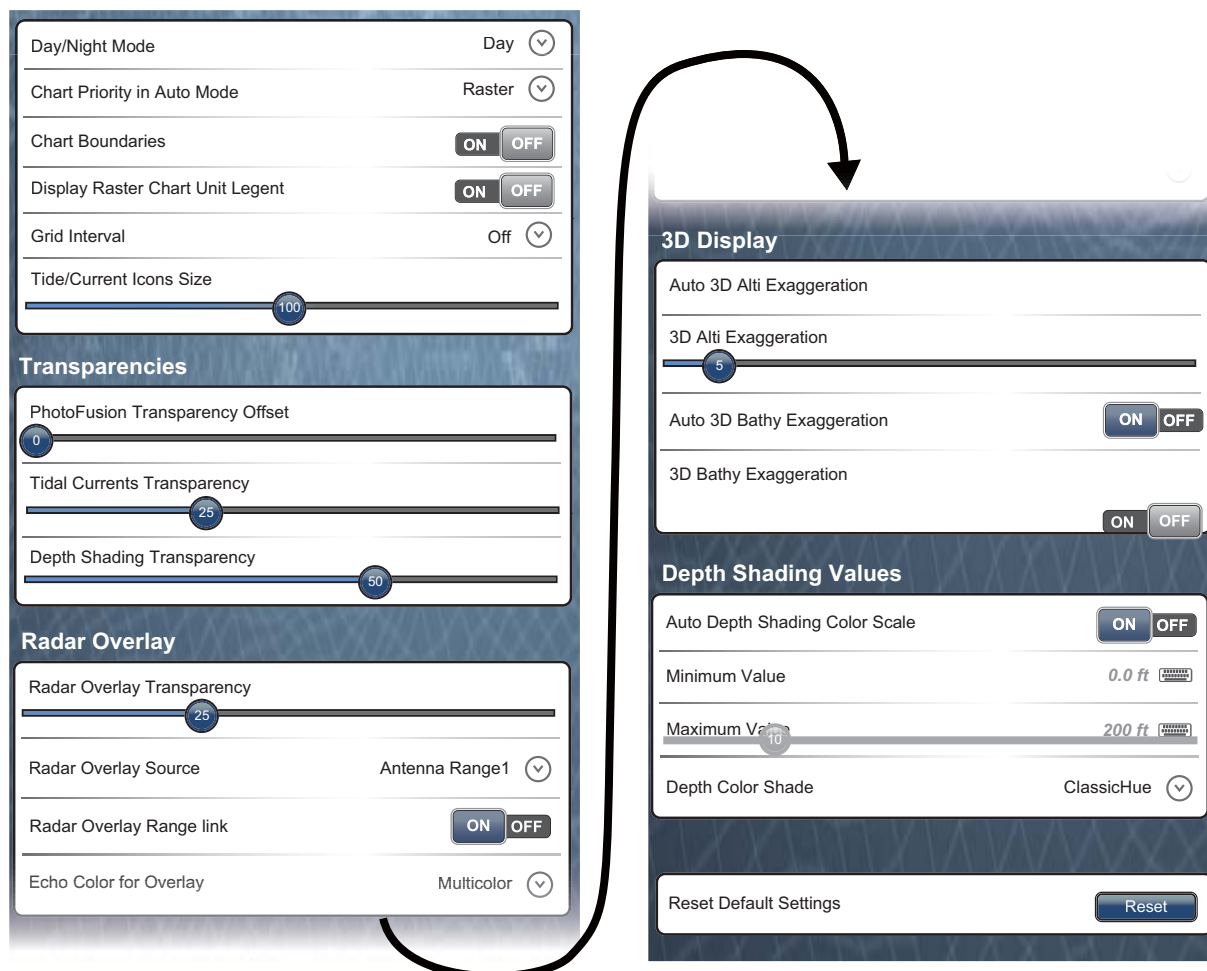 Day/Night Mode Day
Chart Priority in Auto Mode Raster
Chart Boundaries ON OFF
Display Raster Chart Unit Legent ON OFF
Grid Interval Off
Tide/Current Icons Size
100
Transparencies
PhotoFusion Transparency Offset
0
Tidal Currents Transparency
25
Depth Shading Transparency
50
Radar Overlay
Radar Overlay Transparency
25
Radar Overlay Source Antenna Range1
Radar Overlay Range link ON OFF
Echo Color for Overlay Multicolor
3D Display
Auto 3D Alti Exaggeration
3D Alti Exaggeration
5
Auto 3D Bathy Exaggeration ON OFF
3D Bathy Exaggeration
ON OFF
Depth Shading Values
Auto Depth Shading Color Scale ON OFF
Minimum Value 0.0 ft
Maximum Value 200 ft
10
Depth Color Shade ClassicHue
Reset Default Settings Reset